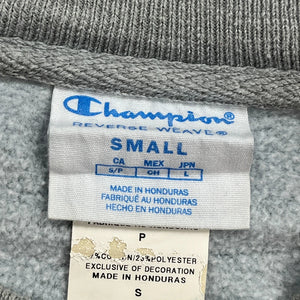 Champion®
REVERSE WEAVE®
SMALL
CA MEX JPN
S/P CH L
MADE IN HONDURAS
FABRIQUÉ AU HONDURAS
HECHO EN HONDURAS
P
/23%POLYESTER
EXCLUSIVE OF DECORATION
MADE IN HONDURAS
S